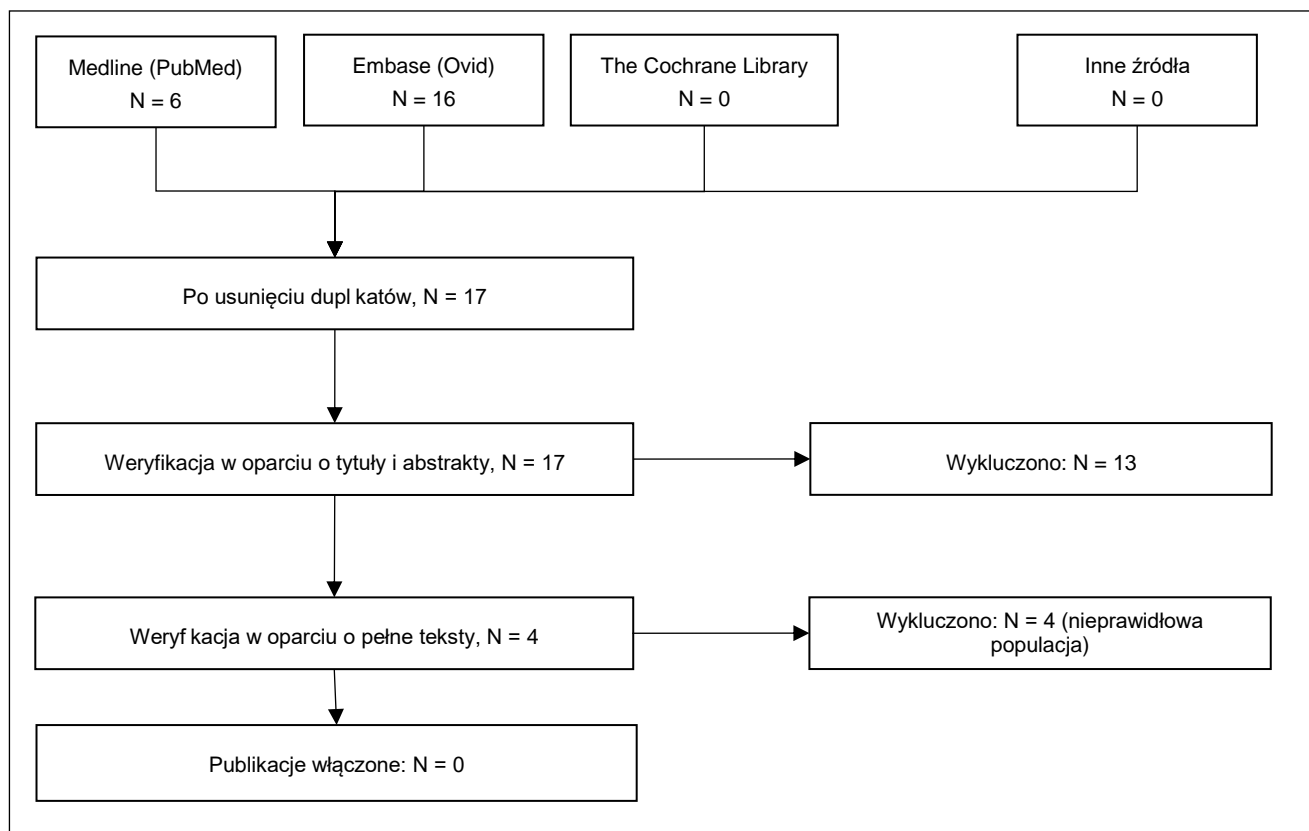 Medline (PubMed)
N = 6
Embase (Ovid)
N = 16
The Cochrane Library
N = 0
Inne źródła
N = 0
Po usunięciu dupl katów, N = 17
Weryfikacja w oparciu o tytuły i abstrakty, N = 17
Wykluczono: N = 13
Weryf kacja w oparciu o pełne teksty, N = 4
Wykluczono: N = 4 (nieprawidłowa
populacja)
Publikacje włączone: N = 0